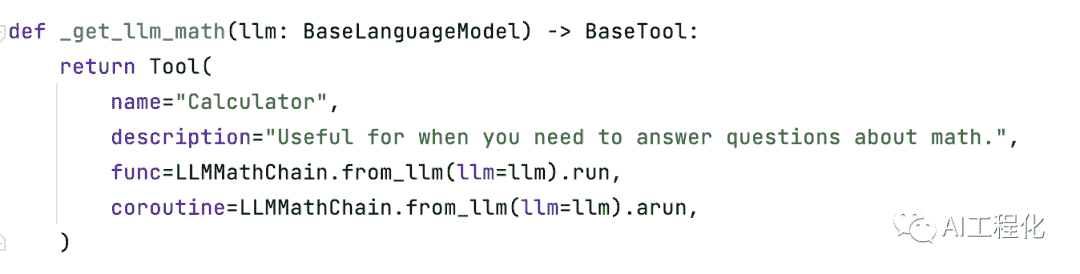 def _get_llm_math(llm: BaseLanguageModel) -> BaseTool:
    return Tool(
        name="Calculator",
        description="Useful for when you need to answer questions about math.",
        func=LLMMathChain.from_llm(llm=llm).run,
        coroutine=LLMMathChain.from_llm(llm=llm).arun,
    )
AI工程化